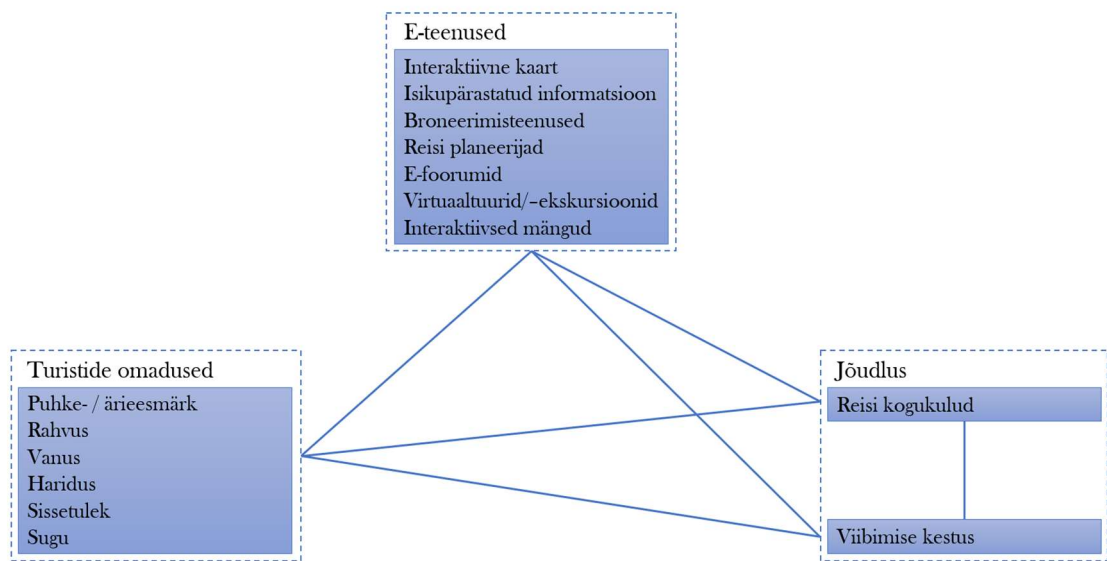 E-teenused
Interaktiivne kaart
Isikupärastatud informatsioon
Broneerimisteenused
Reisi planeerijad
E-foorumid
Virtuaaltuurid/–ekskursioonid
Interaktiivsed mängud
Turistide omadused
Puhke- / ärieesmärk
Rahvus
Vanus
Haridus
Sissetulek
Sugu
Jõudlus
Reisi kogukulud
Viibimise kestus